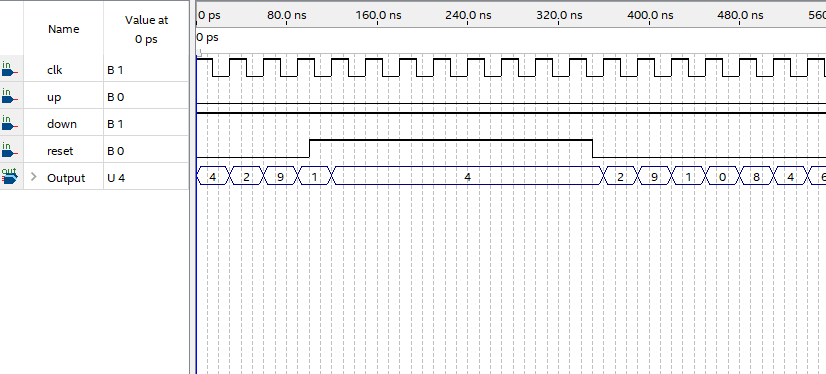 Name
Value at
0 ps
0 ps 80.0 ns 160.0 ns 240.0 ns 320.0 ns 400.0 ns 480.0 ns 560
0 ps
in clk B 1
in up B 0
in down B 1
in reset B 0
out Output U 4 4 2 9 1 4 2 9 1 0 8 4 6